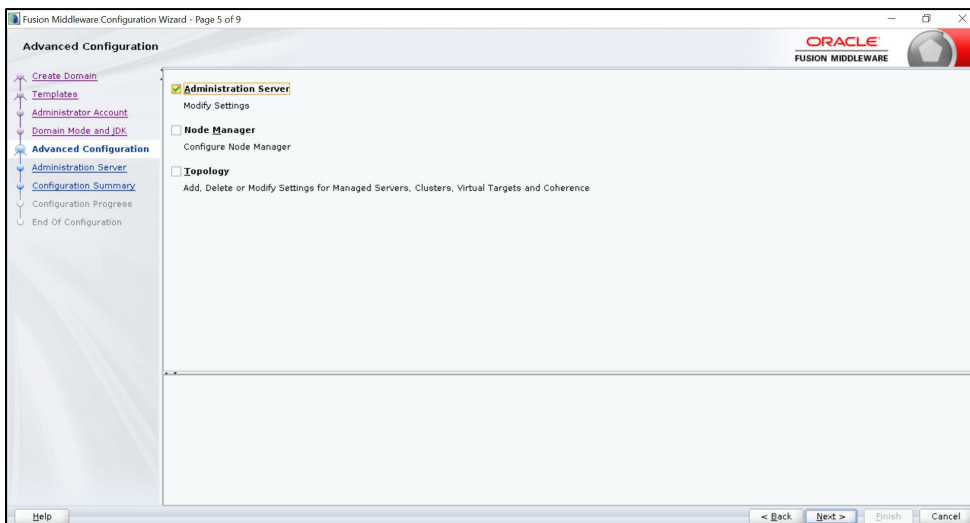 Fusion Middleware Configuration Wizard - Page 5 of 9
Advanced Configuration
ORACLE
FUSION MIDDLEWARE
Create Domain
Templates
Administrator Account
Domain Mode and JDK
Advanced Configuration
Administration Server
Configuration Summary
Configuration Progress
End Of Configuration
Administration Server
Modify Settings
Node Manager
Configure Node Manager
Topology
Add, Delete or Modify Settings for Managed Servers, Clusters, Virtual Targets and Coherence
Help
< Back
Next >
Finish
Cancel